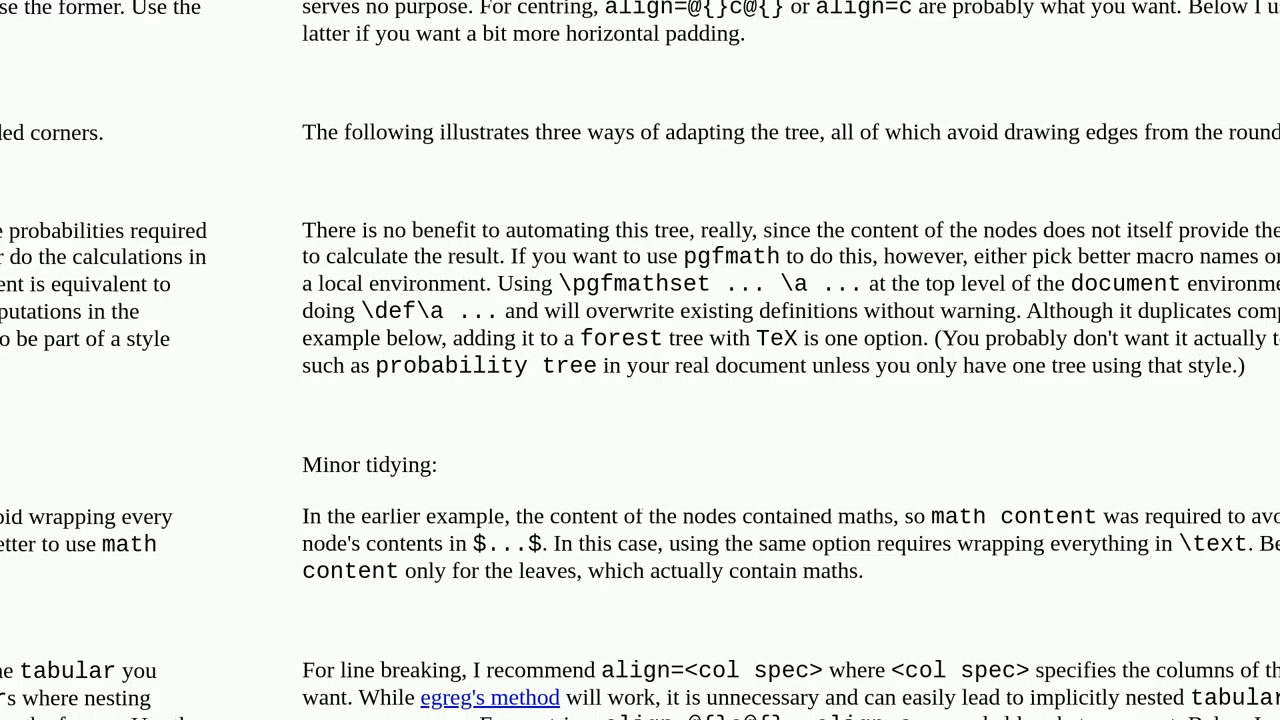 se the former. Use the
led corners.
e probabilities required
r do the calculations in
ent is equivalent to
putations in the
o be part of a style
oid wrapping every
etter to use math
ne tabular you
rs where nesting
serves no purpose. For centring, align=@{}c@{} or align=c are probably what you want. Below I us
latter if you want a bit more horizontal padding.
The following illustrates three ways of adapting the tree, all of which avoid drawing edges from the round
There is no benefit to automating this tree, really, since the content of the nodes does not itself provide the
to calculate the result. If you want to use pgfmath to do this, however, either pick better macro names or
a local environment. Using \pgfmathset ... \a ... at the top level of the document environme
doing \def\a ... and will overwrite existing definitions without warning. Although it duplicates comp
example below, adding it to a forest tree with TeX is one option. (You probably don't want it actually t
such as probability tree in your real document unless you only have one tree using that style.)
Minor tidying:
In the earlier example, the content of the nodes contained maths, so math content was required to avo
node's contents in $...$. In this case, using the same option requires wrapping everything in \text. Be
content only for the leaves, which actually contain maths.
For line breaking, I recommend align=<col spec> where <col spec> specifies the columns of th
want. While egreg's method will work, it is unnecessary and can easily lead to implicitly nested tabular